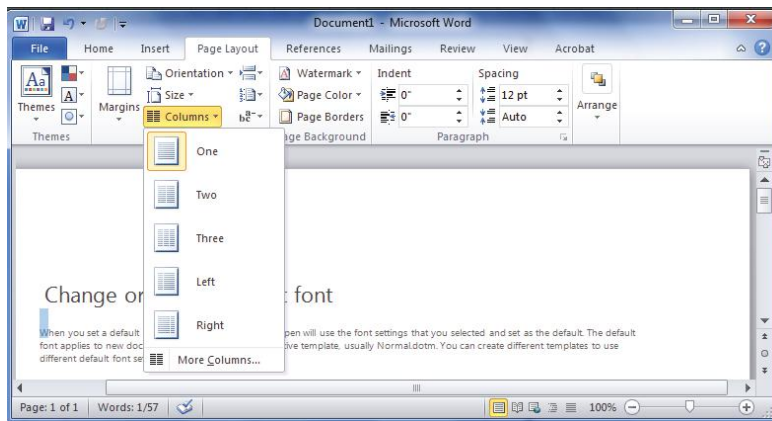 Document1 - Microsoft Word
File Home Insert Page Layout References Mailings Review View Acrobat
Aa Orientation Watermark Indent Spacing
A Size Page Color 0" 12 pt
Themes Margins Columns Page Borders 0" Auto Arrange
Themes age Background Paragraph
One
Two
Three
Left
Right
More Columns...
Change or t font
When you set a default pen will use the font settings that you selected and set as the default. The default
font applies to new doc tive template, usually Normal.dotm. You can create different templates to use
different default font se
Page: 1 of 1 Words: 1/57 100%